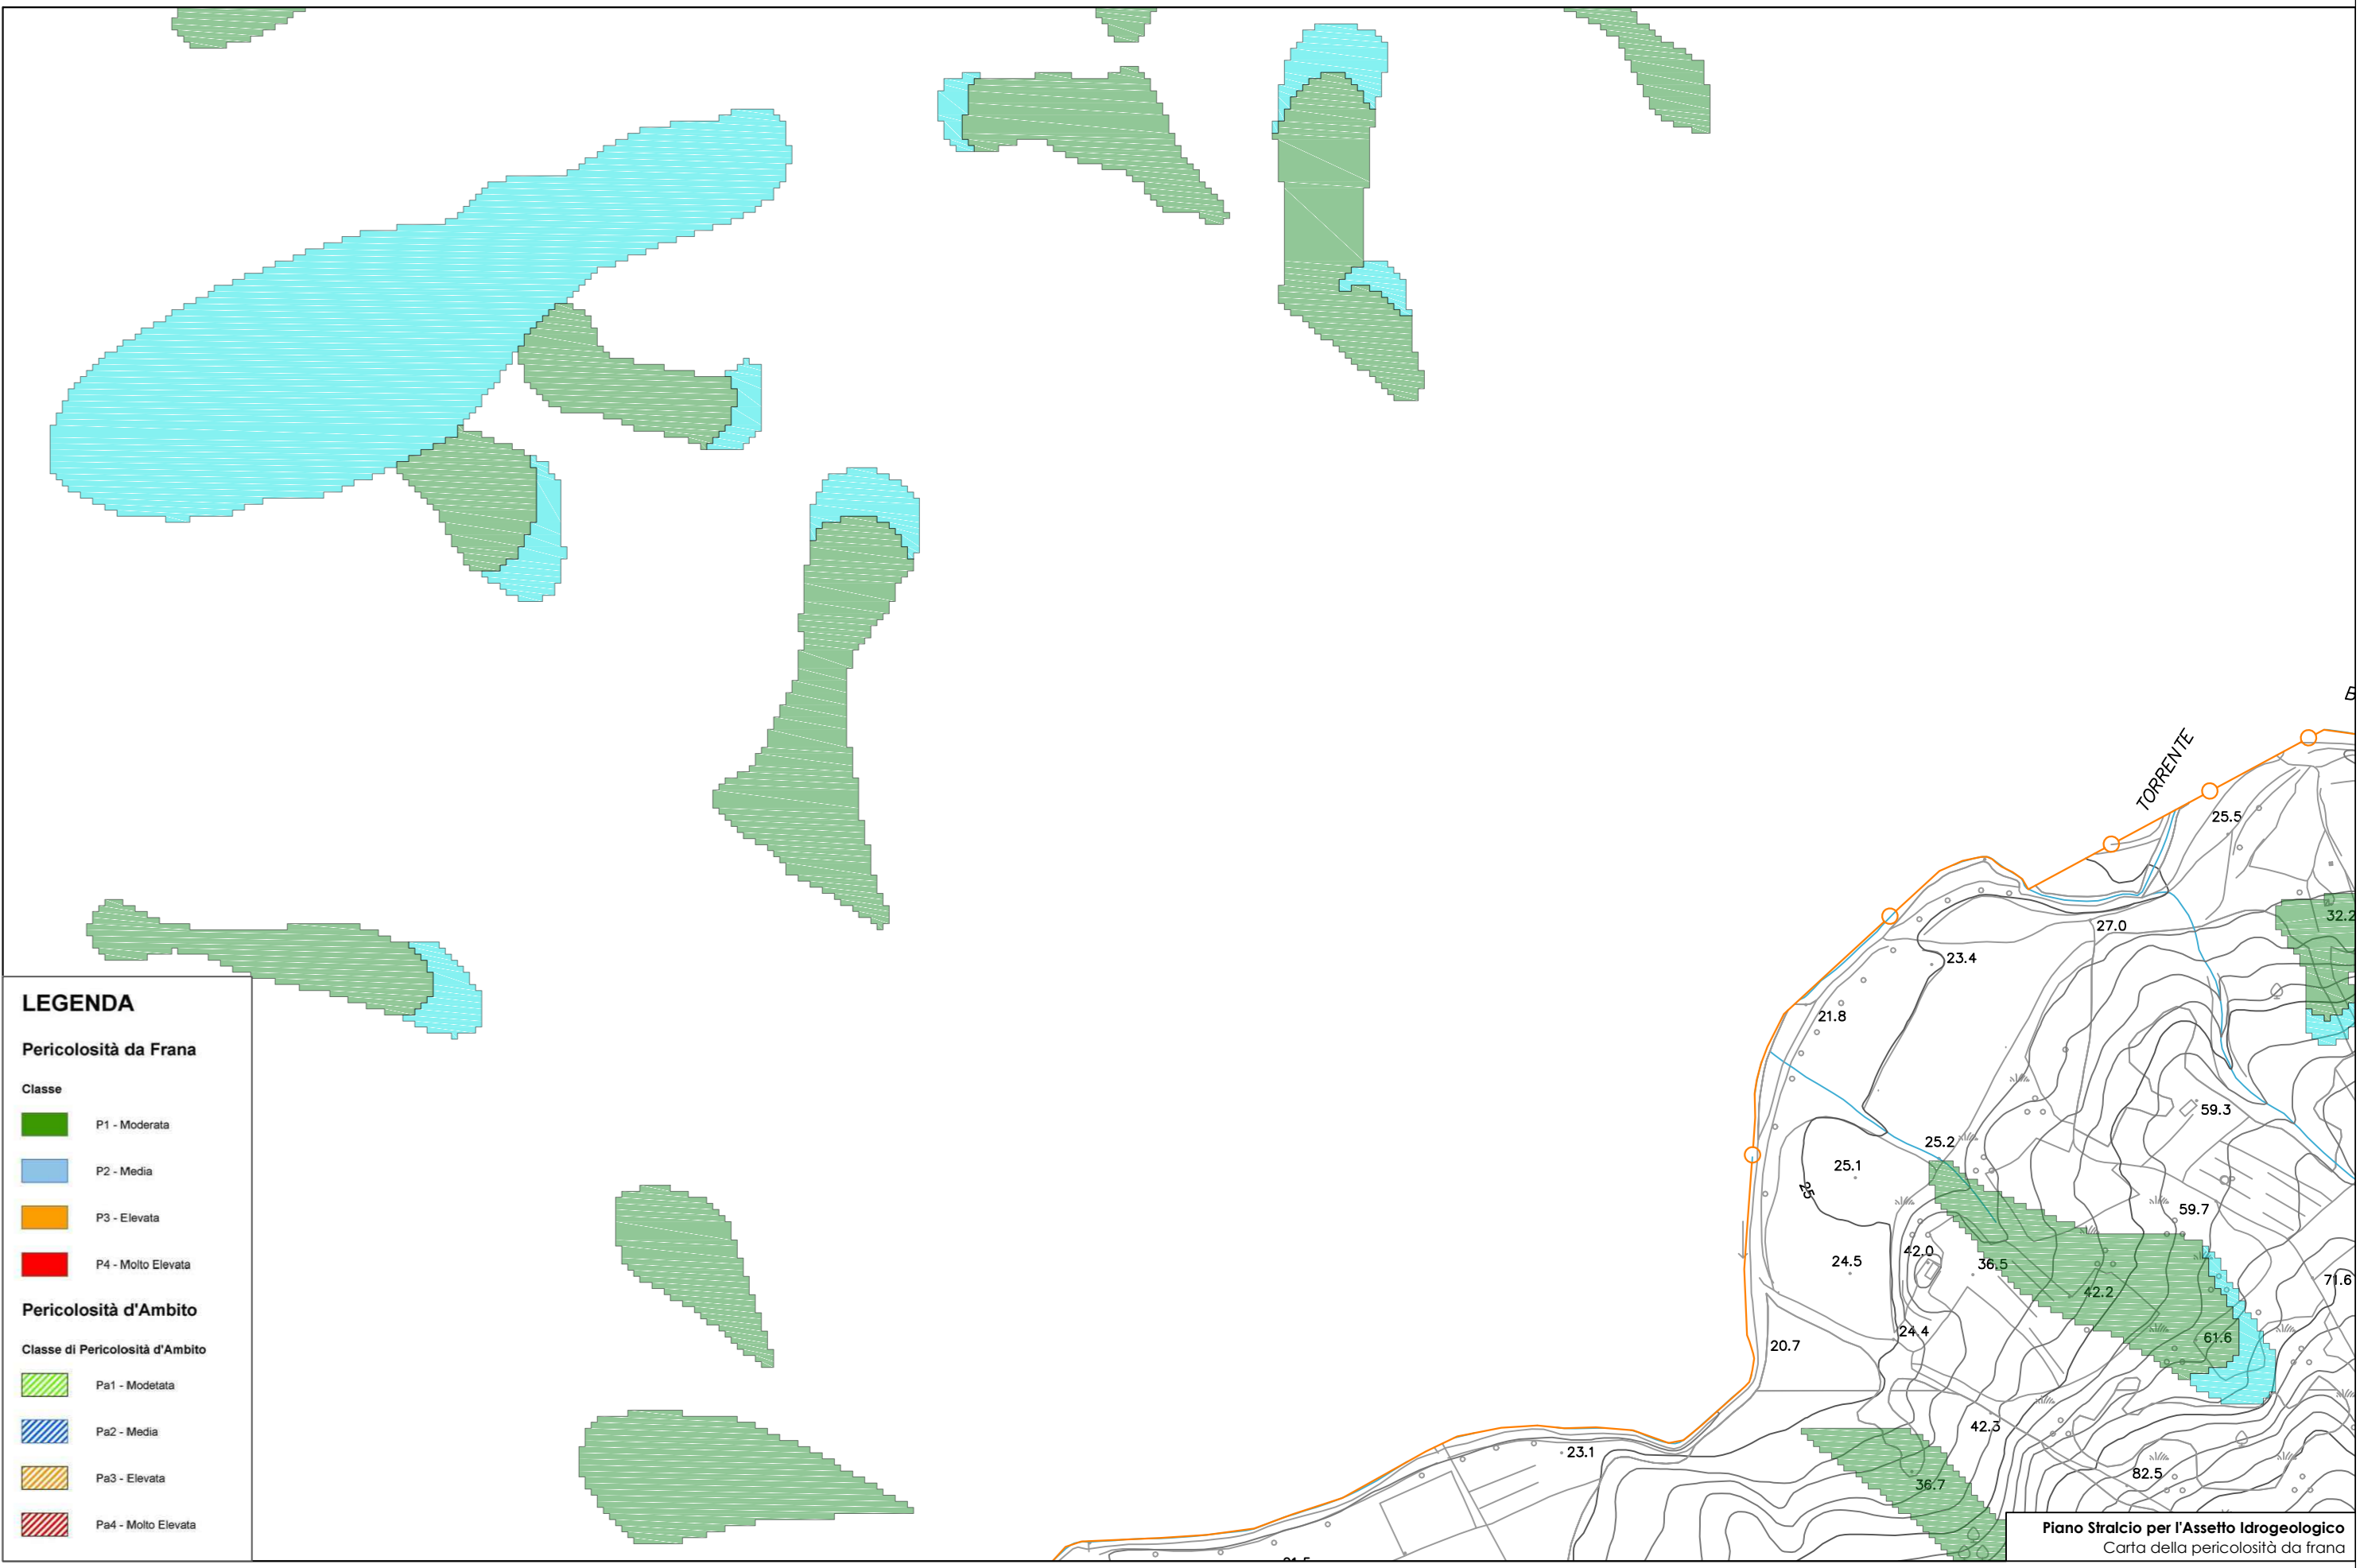 B
TORRENTE
25.5
32.2
27.0
23.4
21.8
59.3
25.2
25.1
25
59.7
42.0
24.5
36.5
71.6
42.2
24.4
61.6
20.7
42.3
23.1
82.5
36.7
LEGENDA
Pericolosità da Frana
Classe
P1 - Moderata
P2 - Media
P3 - Elevata
P4 - Molto Elevata
Pericolosità d'Ambito
Classe di Pericolosità d'Ambito
Pa1 - Modetata
Pa2 - Media
Pa3 - Elevata
Pa4 - Molto Elevata
Piano Stralcio per l'Assetto Idrogeologico
Carta della pericolosità da frana